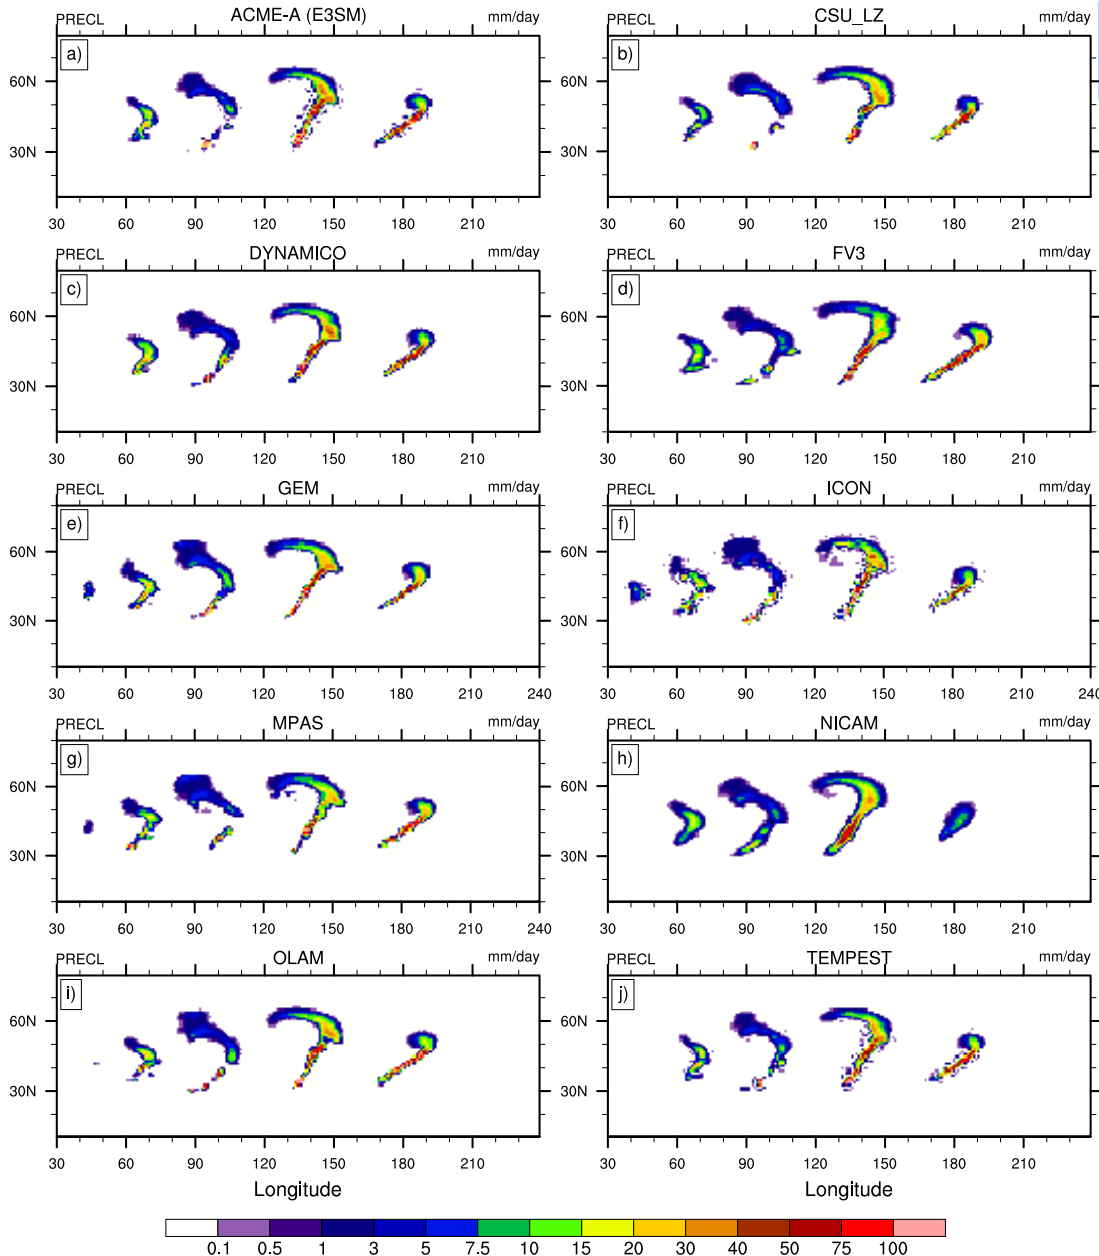 PRECL ACME-A (E3SM) mm/day
a)
60N
30N
30 60 90 120 150 180 210
PRECL CSU_LZ mm/day
b)
60N
30N
30 60 90 120 150 180 210
PRECL DYNAMICO mm/day
c)
60N
30N
30 60 90 120 150 180 210
PRECL FV3 mm/day
d)
60N
30N
30 60 90 120 150 180 210
PRECL GEM mm/day
e)
60N
30N
30 60 90 120 150 180 210 240
PRECL ICON mm/day
f)
60N
30N
30 60 90 120 150 180 210 240
PRECL MPAS mm/day
g)
60N
30N
30 60 90 120 150 180 210 240
PRECL NICAM mm/day
h)
60N
30N
30 60 90 120 150 180 210
PRECL OLAM mm/day
i)
60N
30N
30 60 90 120 150 180 210
Longitude
PRECL TEMPEST mm/day
j)
60N
30N
30 60 90 120 150 180 210
Longitude
0.1 0.5 1 3 5 7.5 10 15 20 30 40 50 75 100